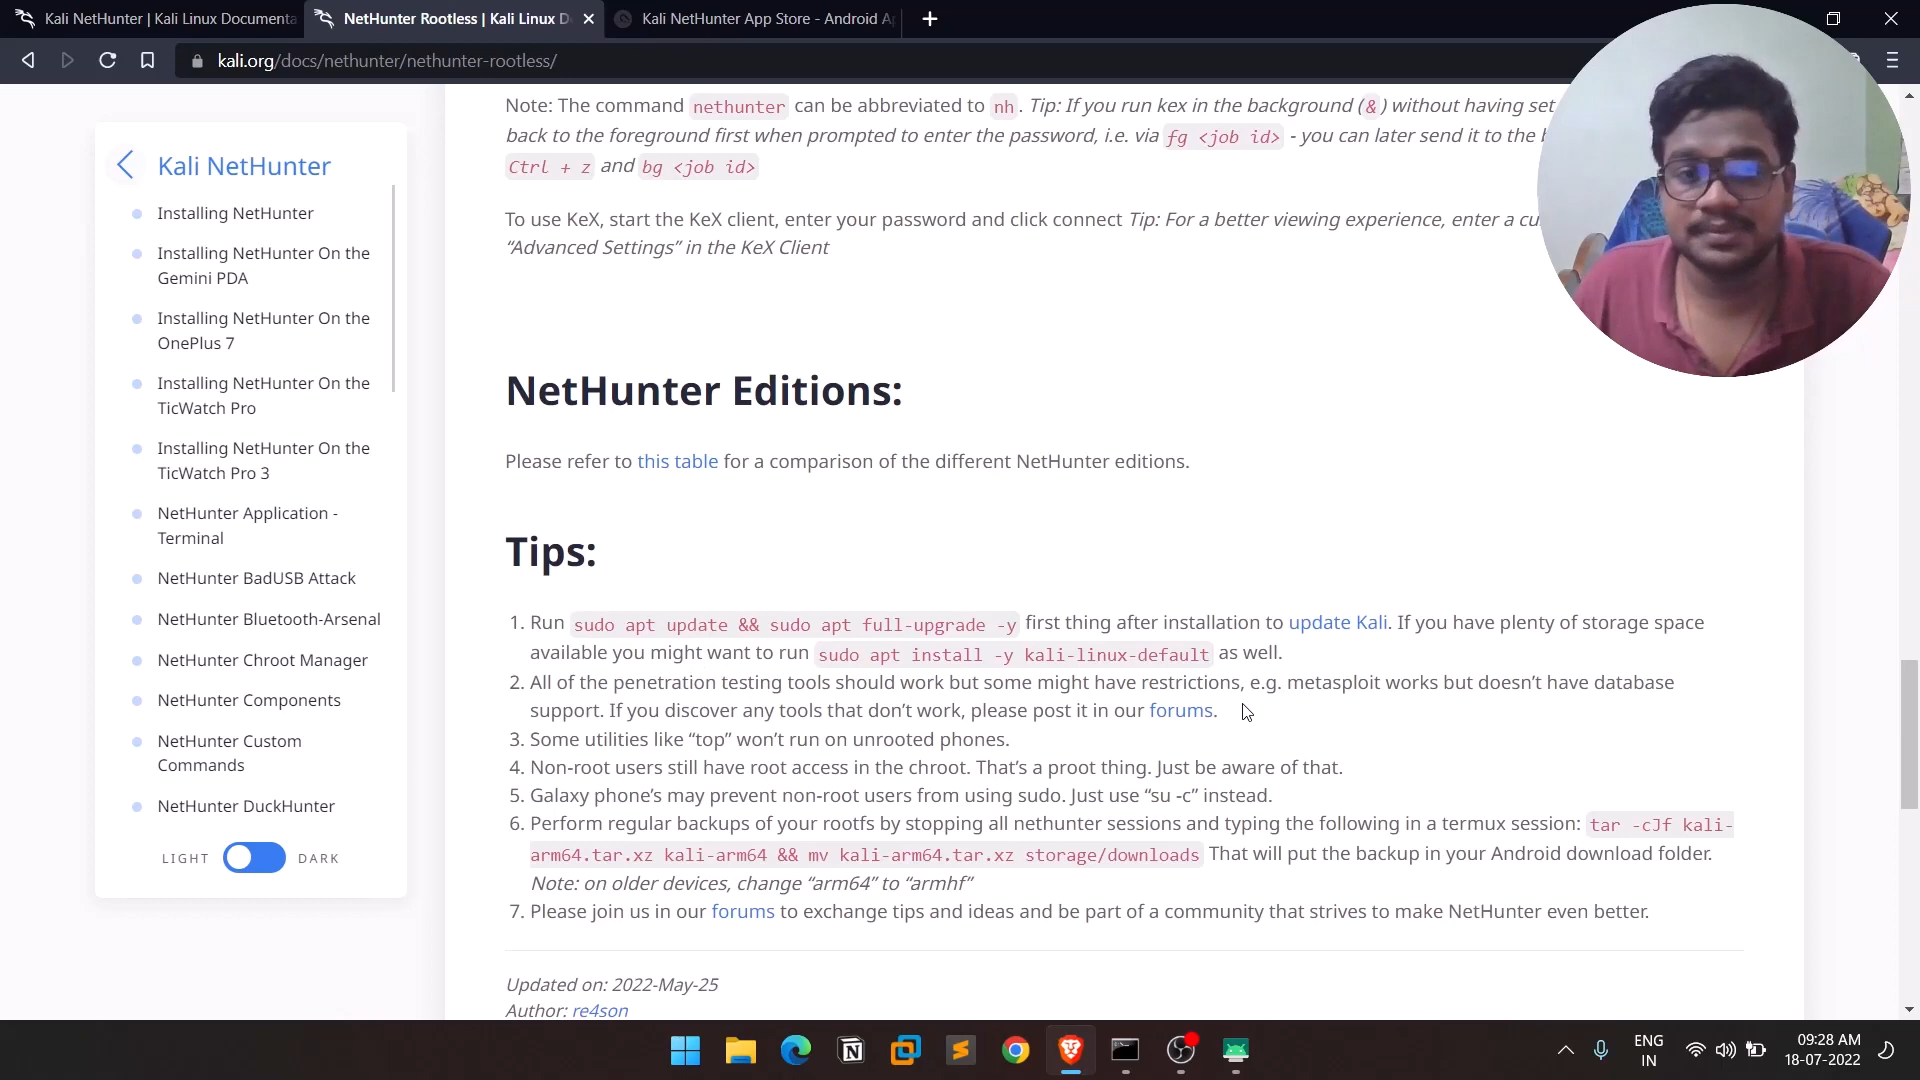 Kali NetHunter | Kali Linux Documenta
NetHunter Rootless | Kali Linux D
Kali NetHunter App Store - Android A
kali.org/docs/nethunter/nethunter-rootless/
Kali NetHunter
Installing NetHunter
Installing NetHunter On the
Gemini PDA
Installing NetHunter On the
OnePlus 7
Installing NetHunter On the
TicWatch Pro
Installing NetHunter On the
TicWatch Pro 3
NetHunter Application -
Terminal
NetHunter BadUSB Attack
NetHunter Bluetooth-Arsenal
NetHunter Chroot Manager
NetHunter Components
NetHunter Custom
Commands
NetHunter DuckHunter
LIGHT DARK
Note: The command nethunter can be abbreviated to nh. Tip: If you run kex in the background (&) without having set
back to the foreground first when prompted to enter the password, i.e. via fg <job id> - you can later send it to the
Ctrl + z and bg <job id>
To use KeX, start the KeX client, enter your password and click connect Tip: For a better viewing experience, enter a
“Advanced Settings” in the KeX Client
NetHunter Editions:
Please refer to this table for a comparison of the different NetHunter editions.
Tips:
1. Run sudo apt update && sudo apt full-upgrade -y first thing after installation to update Kali. If you have plenty of storage space
available you might want to run sudo apt install -y kali-linux-default as well.
2. All of the penetration testing tools should work but some might have restrictions, e.g. metasploit works but doesn’t have database
support. If you discover any tools that don’t work, please post it in our forums.
3. Some utilities like “top” won’t run on unrooted phones.
4. Non-root users still have root access in the chroot. That’s a proot thing. Just be aware of that.
5. Galaxy phone’s may prevent non-root users from using sudo. Just use “su -c” instead.
6. Perform regular backups of your rootfs by stopping all nethunter sessions and typing the following in a termux session: tar -cJf kali-
arm64.tar.xz kali-arm64 && mv kali-arm64.tar.xz storage/downloads That will put the backup in your Android download folder.
Note: on older devices, change “arm64” to “armhf”
7. Please join us in our forums to exchange tips and ideas and be part of a community that strives to make NetHunter even better.
Updated on: 2022-May-25
Author: re4son
ENG
IN
09:28 AM
18-07-2022